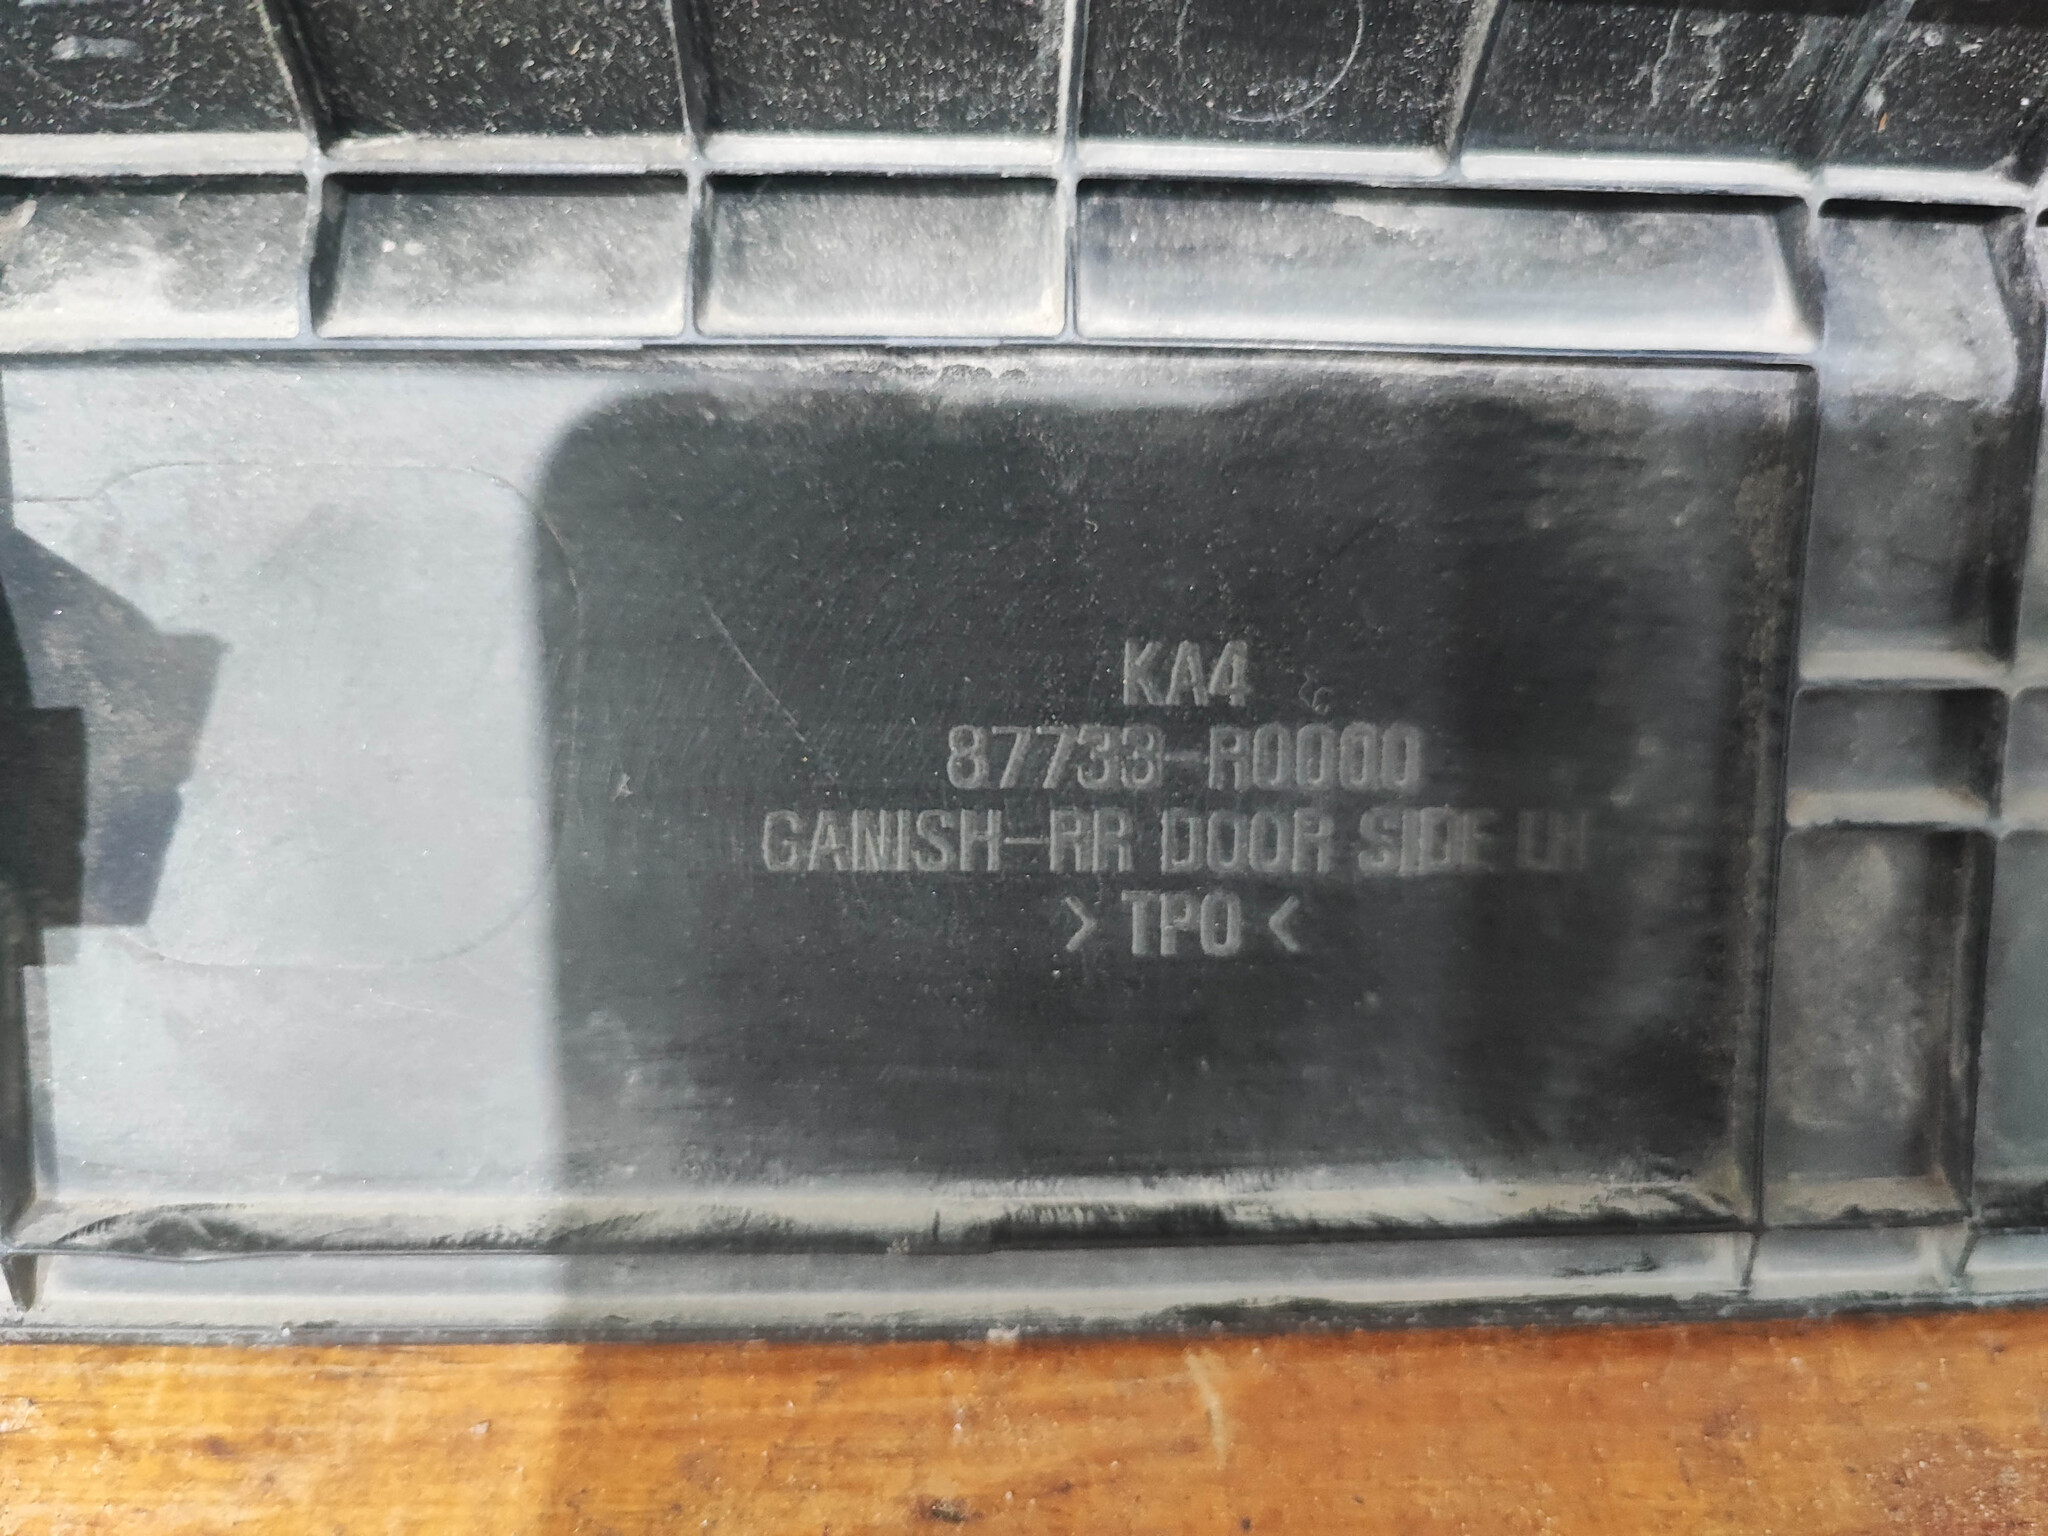 KA4
87733-R0000
GANISH-RR DOOR SIDE LH
> TPO <